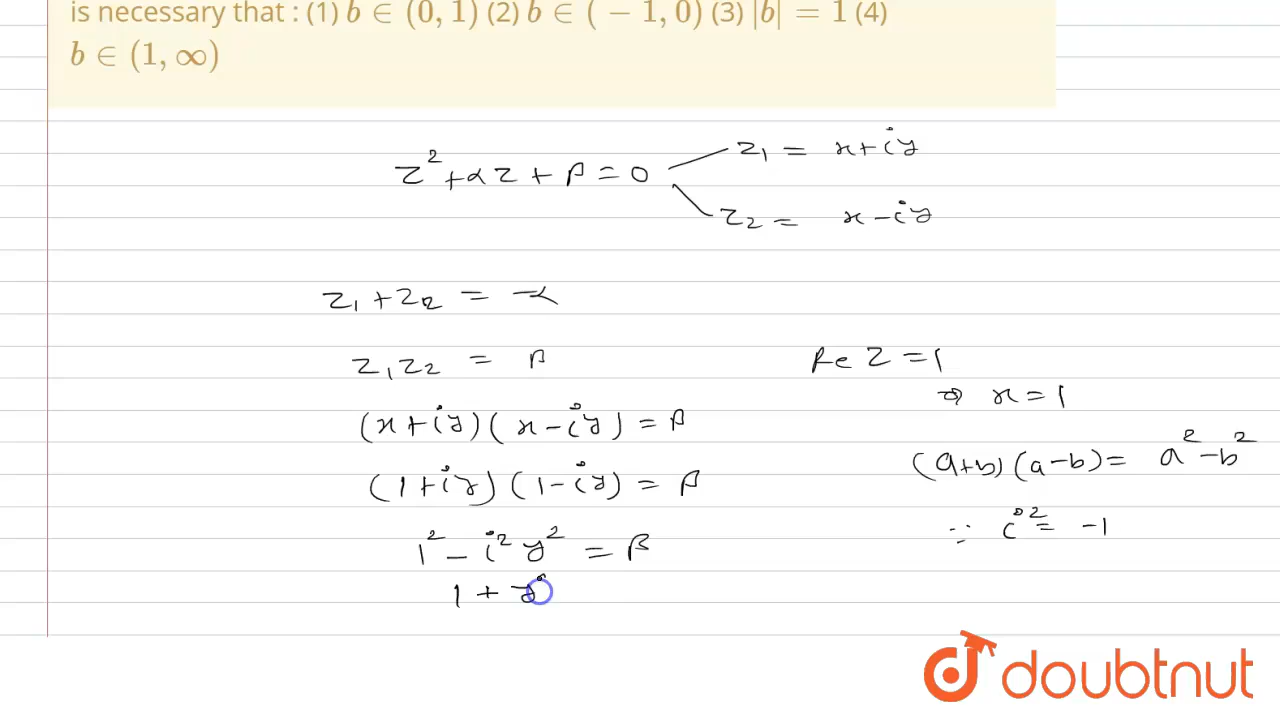 is necessary that : (1) b ∈ (0, 1) (2) b ∈ ( − 1, 0) (3) |b| = 1 (4)
b ∈ (1, ∞)
z² + αz + β = 0
z₁ = x + iy
z₂ = x − iy
z₁ + z₂ = −α
z₁z₂ = β
Re z = 1
(x + iy)(x − iy) = β
⇒ x = 1
(1 + iy)(1 − iy) = β
(a+b)(a−b) = a² − b²
1² − i²y² = β
∵ i² = −1
1 + y
doubtnut